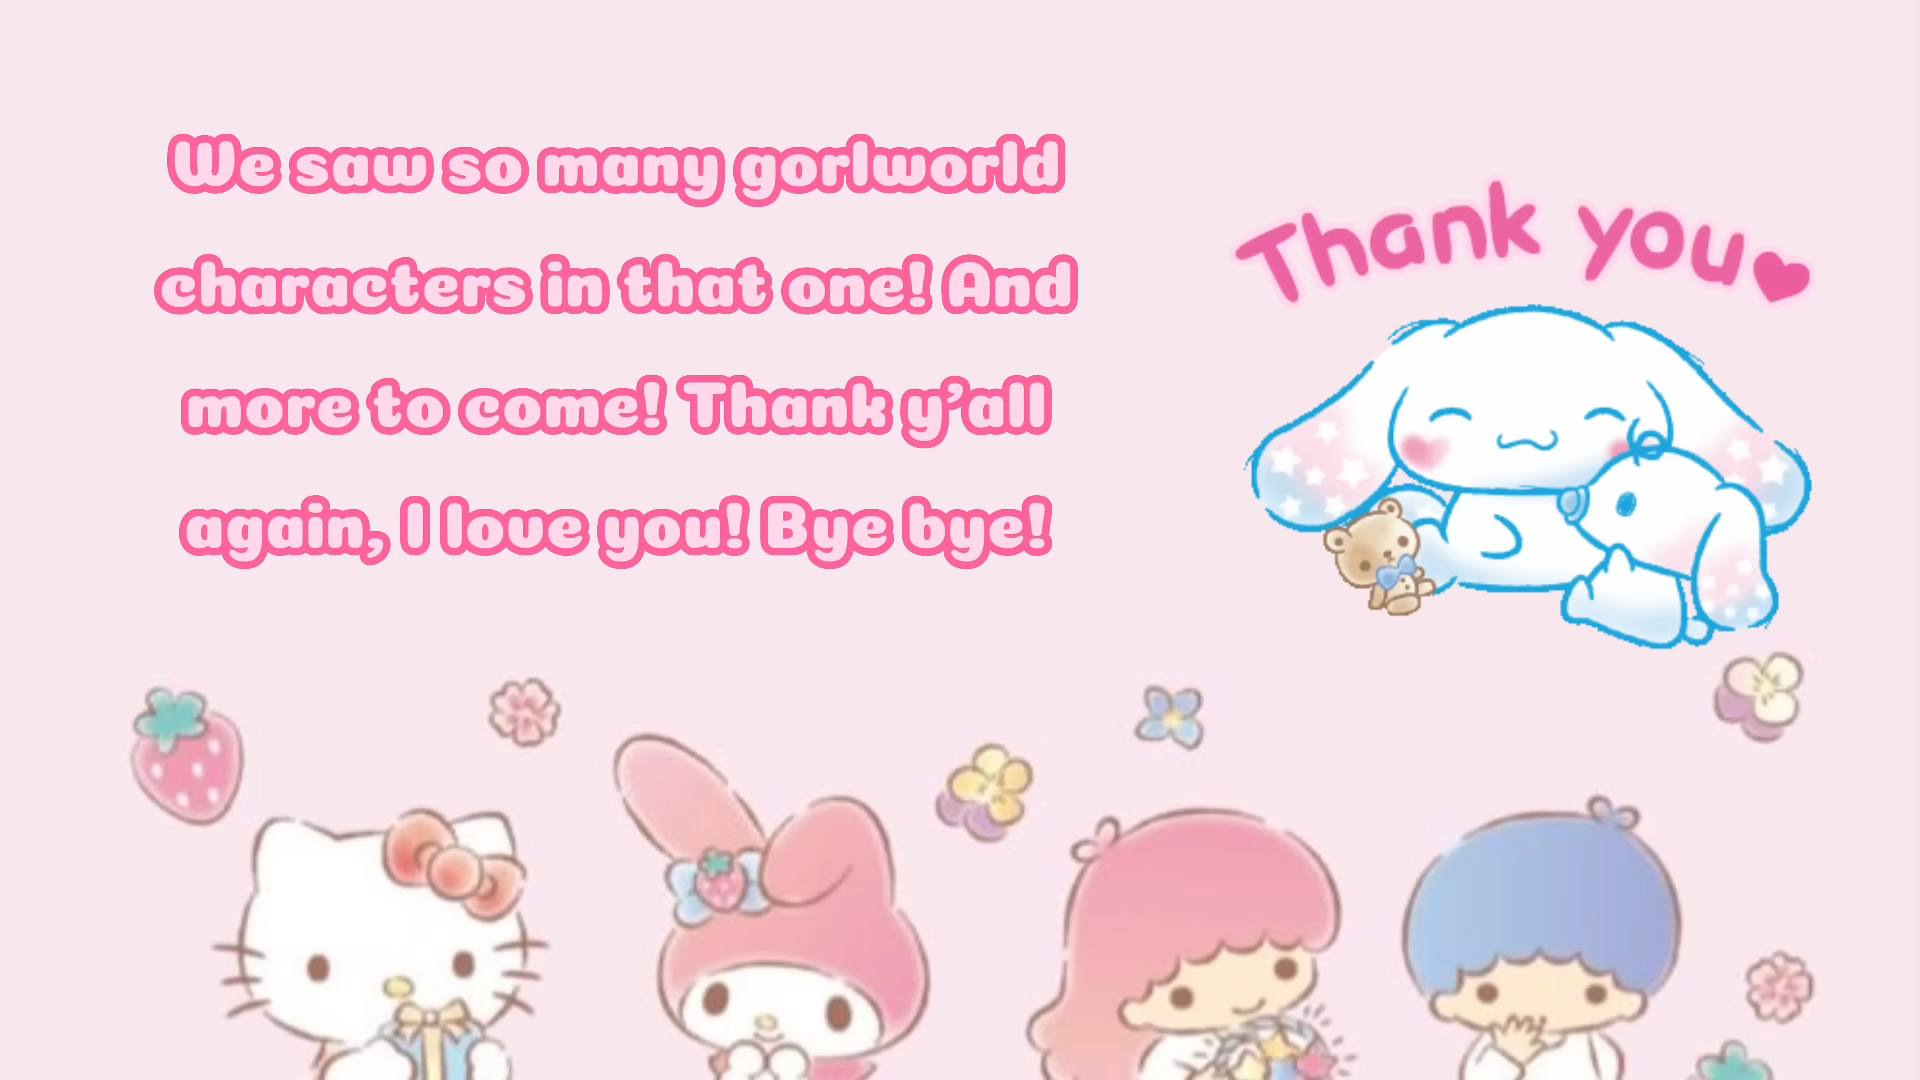 We saw so many gorlworld
characters in that one! And
more to come! Thank y’all
again, I love you! Bye bye!
Thank you